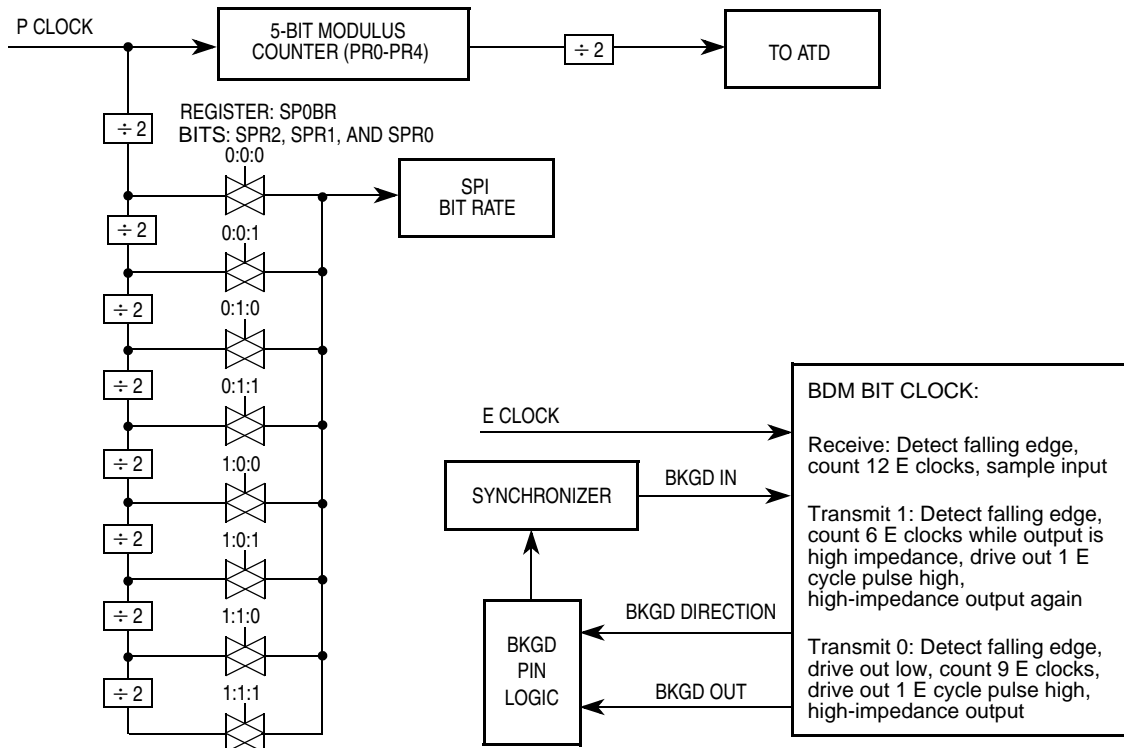 P CLOCK
5-BIT MODULUS
COUNTER (PR0-PR4)
÷ 2
TO ATD
÷ 2
REGISTER: SP0BR
BITS: SPR2, SPR1, AND SPR0
0:0:0
SPI
BIT RATE
÷ 2
0:0:1
÷ 2
0:1:0
÷ 2
0:1:1
÷ 2
1:0:0
÷ 2
1:0:1
÷ 2
1:1:0
÷ 2
1:1:1
E CLOCK
SYNCHRONIZER
BKGD IN
BKGD DIRECTION
BKGD
PIN
LOGIC
BKGD OUT
BDM BIT CLOCK:
Receive: Detect falling edge,
count 12 E clocks, sample input
Transmit 1: Detect falling edge,
count 6 E clocks while output is
high impedance, drive out 1 E
cycle pulse high,
high-impedance output again
Transmit 0: Detect falling edge,
drive out low, count 9 E clocks,
drive out 1 E cycle pulse high,
high-impedance output